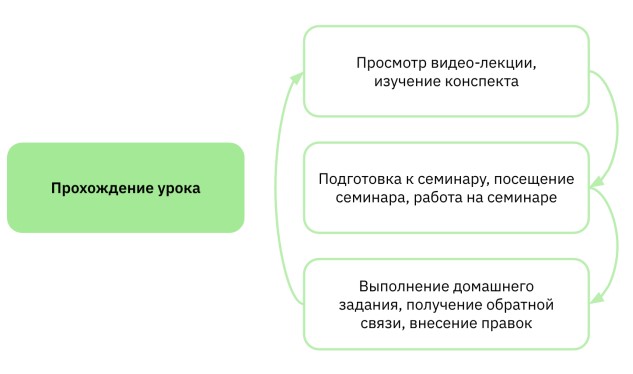 Прохождение урока
Просмотр видео-лекции,
изучение конспекта
Подготовка к семинару, посещение
семинара, работа на семинаре
Выполнение домашнего
задания, получение обратной
связи, внесение правок